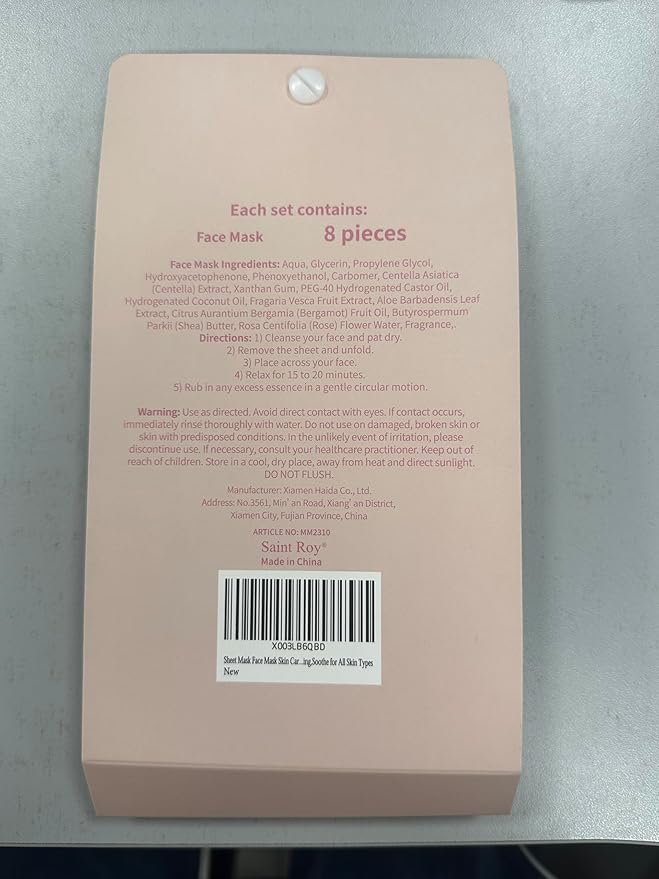 Each set contains:
Face Mask 8 pieces
Face Mask Ingredients: Aqua, Glycerin, Propylene Glycol,
Hydroxyacetophenone, Phenoxyethanol, Carbomer, Centella Asiatica
(Centella) Extract, Xanthan Gum, PEG-40 Hydrogenated Castor Oil,
Hydrogenated Coconut Oil, Fragaria Vesca Fruit Extract, Aloe Barbadensis Leaf
Extract, Citrus Aurantium Bergamia (Bergamot) Fruit Oil, Butyrospermum
Parkii (Shea) Butter, Rosa Centifolia (Rose) Flower Water, Fragrance,.
Directions: 1) Cleanse your face and pat dry.
2) Remove the sheet and unfold.
3) Place across your face.
4) Relax for 15 to 20 minutes.
5) Rub in any excess essence in a gentle circular motion.
Warning: Use as directed. Avoid direct contact with eyes. If contact occurs,
immediately rinse thoroughly with water. Do not use on damaged, broken skin or
skin with predisposed conditions. In the unlikely event of irritation, please
discontinue use. If necessary, consult your healthcare practitioner. Keep out of
reach of children. Store in a cool, dry place, away from heat and direct sunlight.
DO NOT FLUSH.
Manufacturer: Xiamen Haida Co., Ltd.
Address: No.3561, Min' an Road, Xiang' an District,
Xiamen City, Fujian Province, China
ARTICLE NO: MM2310
Saint Roy®
Made in China
X003LB6QBD
Sheet Mask Face Mask Skin Car...ing,Soothe for All Skin Types
New